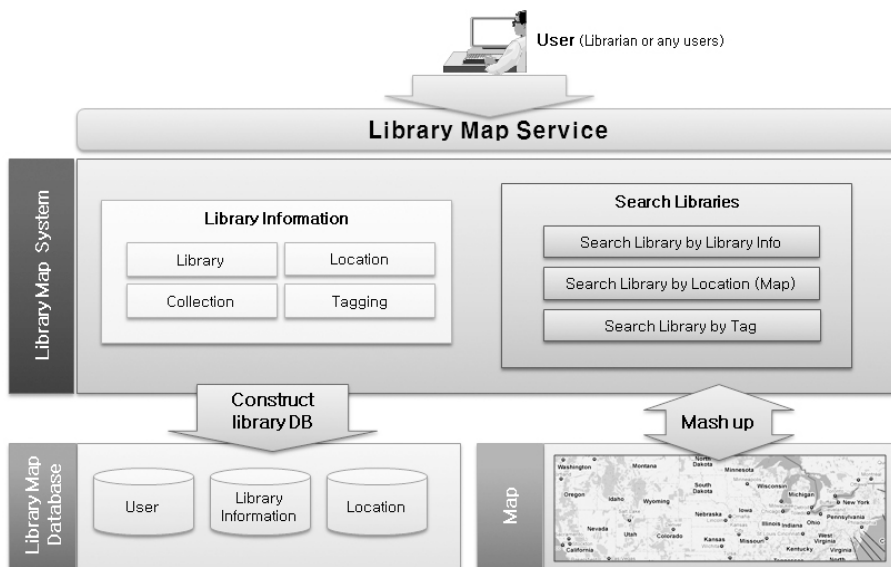 User (Librarian or any users)
Library Map Service
Library Map System
Library Information
Library
Location
Collection
Tagging
Search Libraries
Search Library by Library Info
Search Library by Location (Map)
Search Library by Tag
Construct
library DB
Mash up
Library Map
Database
User
Library
Information
Location
Map
Washington
Montana
North
Dakota
Minnesota
Oregon
Idaho
Wyoming
South
Dakota
Wisconsin
Michigan
New York
Nebraska
Iowa
Pennsylvania
Nevada
Utah
Colorado
Kansas
Missouri
Illinois
Indiana
Ohio
West
Virginia
Kentucky
Virginia
California
North